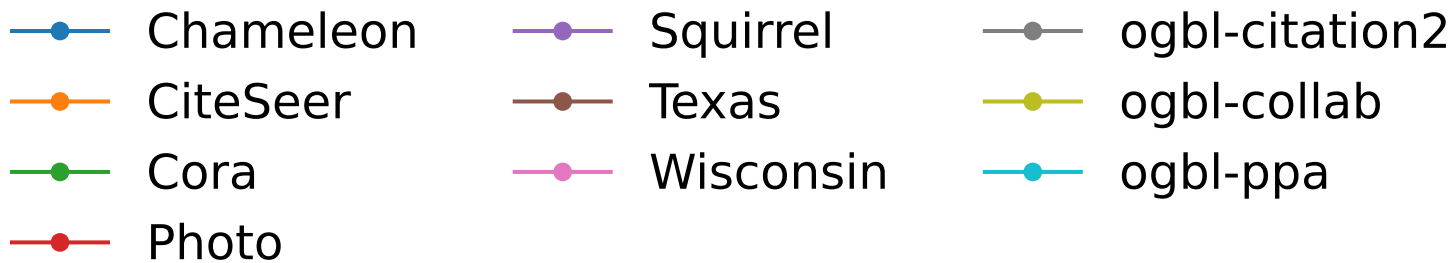 Chameleon
CiteSeer
Cora
Photo
Squirrel
Texas
Wisconsin
ogbl-citation2
ogbl-collab
ogbl-ppa